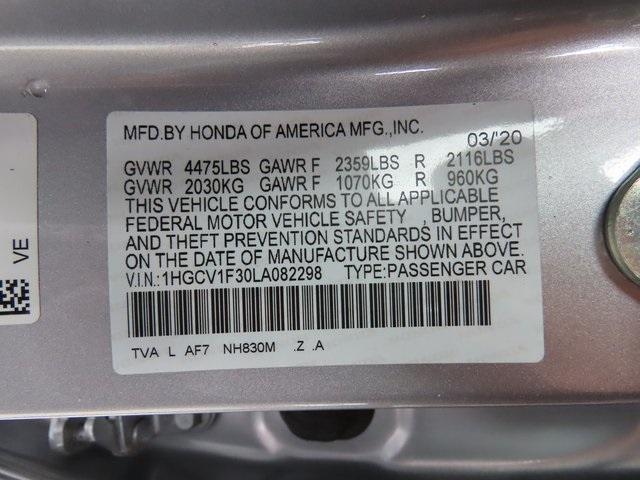 MFD.BY HONDA OF AMERICA MFG.,INC.
03/'20
GVWR 4475LBS GAWR F 2359LBS R 2116LBS
GVWR 2030KG GAWR F 1070KG R 960KG
THIS VEHICLE CONFORMS TO ALL APPLICABLE
FEDERAL MOTOR VEHICLE SAFETY , BUMPER,
AND THEFT PREVENTION STANDARDS IN EFFECT
ON THE DATE OF MANUFACTURE SHOWN ABOVE.
V.I.N.:1HGCV1F30LA082298 TYPE:PASSENGER CAR
TVA L AF7 NH830M .Z .A
VE